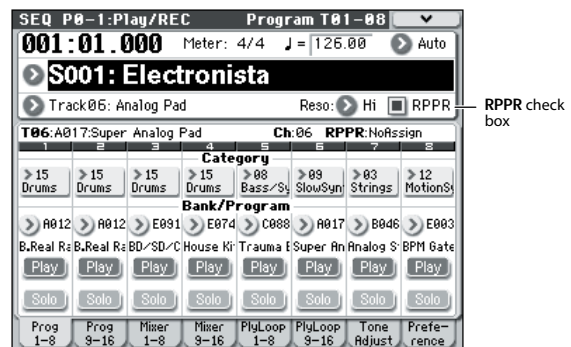 SEQ P0-1:Play/REC Program T01-08
001:01.000 Meter: 4/4 ♩= 126.00 Auto
S001: Electronista
Track06: Analog Pad Reso: Hi RPPR
RPPR check box
T06:A017:Super Analog Pad Ch:06 RPPR:NoAssign
1 2 3 4 5 6 7 8
Category
15 Drums 15 Drums 15 Drums 15 Drums 08 Bass/Sy 09 SlowSyn 03 Strings 12 MotionSy
Bank/Program
A012 A012 E091 E074 C088 A017 B046 E003
B.Real Ra B.Real Ra BD/SD/C House Ki Trauma B Super An Analog S BPM Gate
Play Play Play Play Play Play Play Play
Solo Solo Solo Solo Solo Solo Solo Solo
Prog 1-8 Prog 9-16 Mixer 1-8 Mixer 9-16 PlyLoop 1-8 PlyLoop 9-16 Tone Adjust Prefe-rence